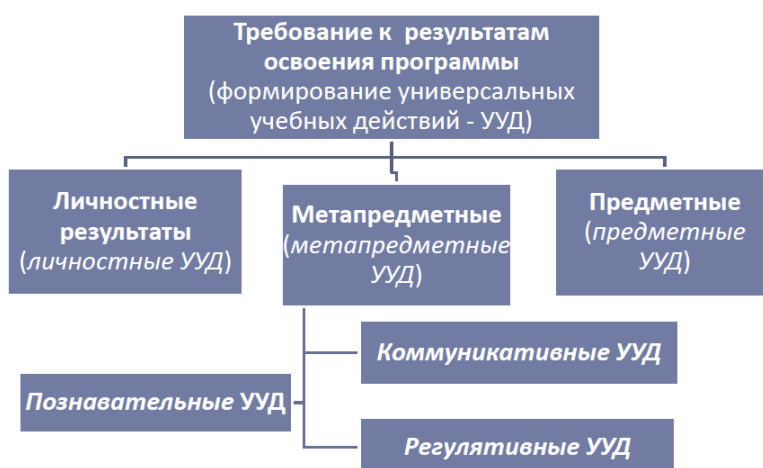 Требование к результатам
освоения программы
(формирование универсальных
учебных действий - УУД)
Личностные
результаты
(личностные УУД)
Метапредметные
(метапредметные
УУД)
Предметные
(предметные
УУД)
Коммуникативные УУД
Познавательные УУД
Регулятивные УУД